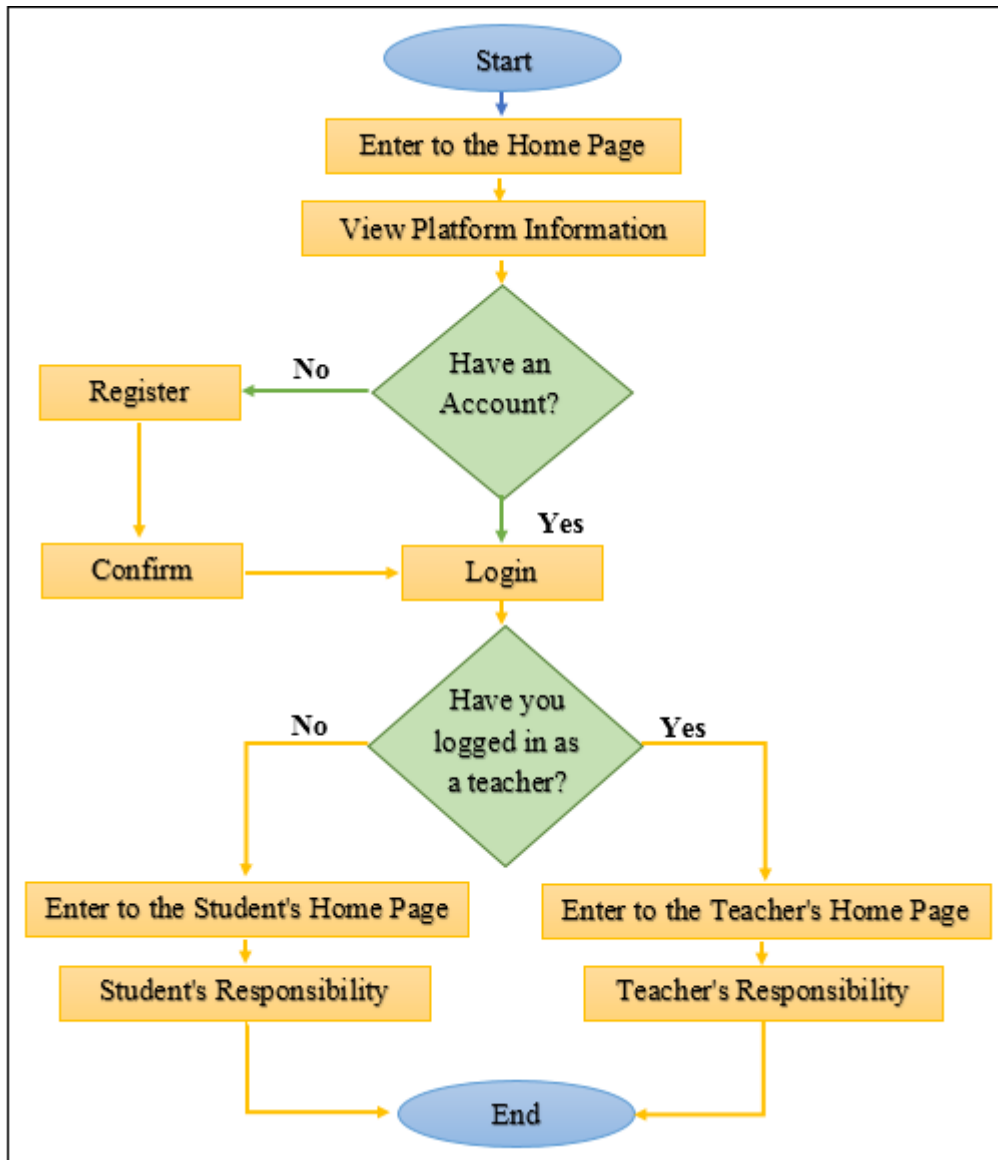 Start
Enter to the Home Page
View Platform Information
Have an
Account?
No
Register
Yes
Confirm
Login
Have you
logged in as
a teacher?
No
Yes
Enter to the Student's Home Page
Enter to the Teacher's Home Page
Student's Responsibility
Teacher's Responsibility
End